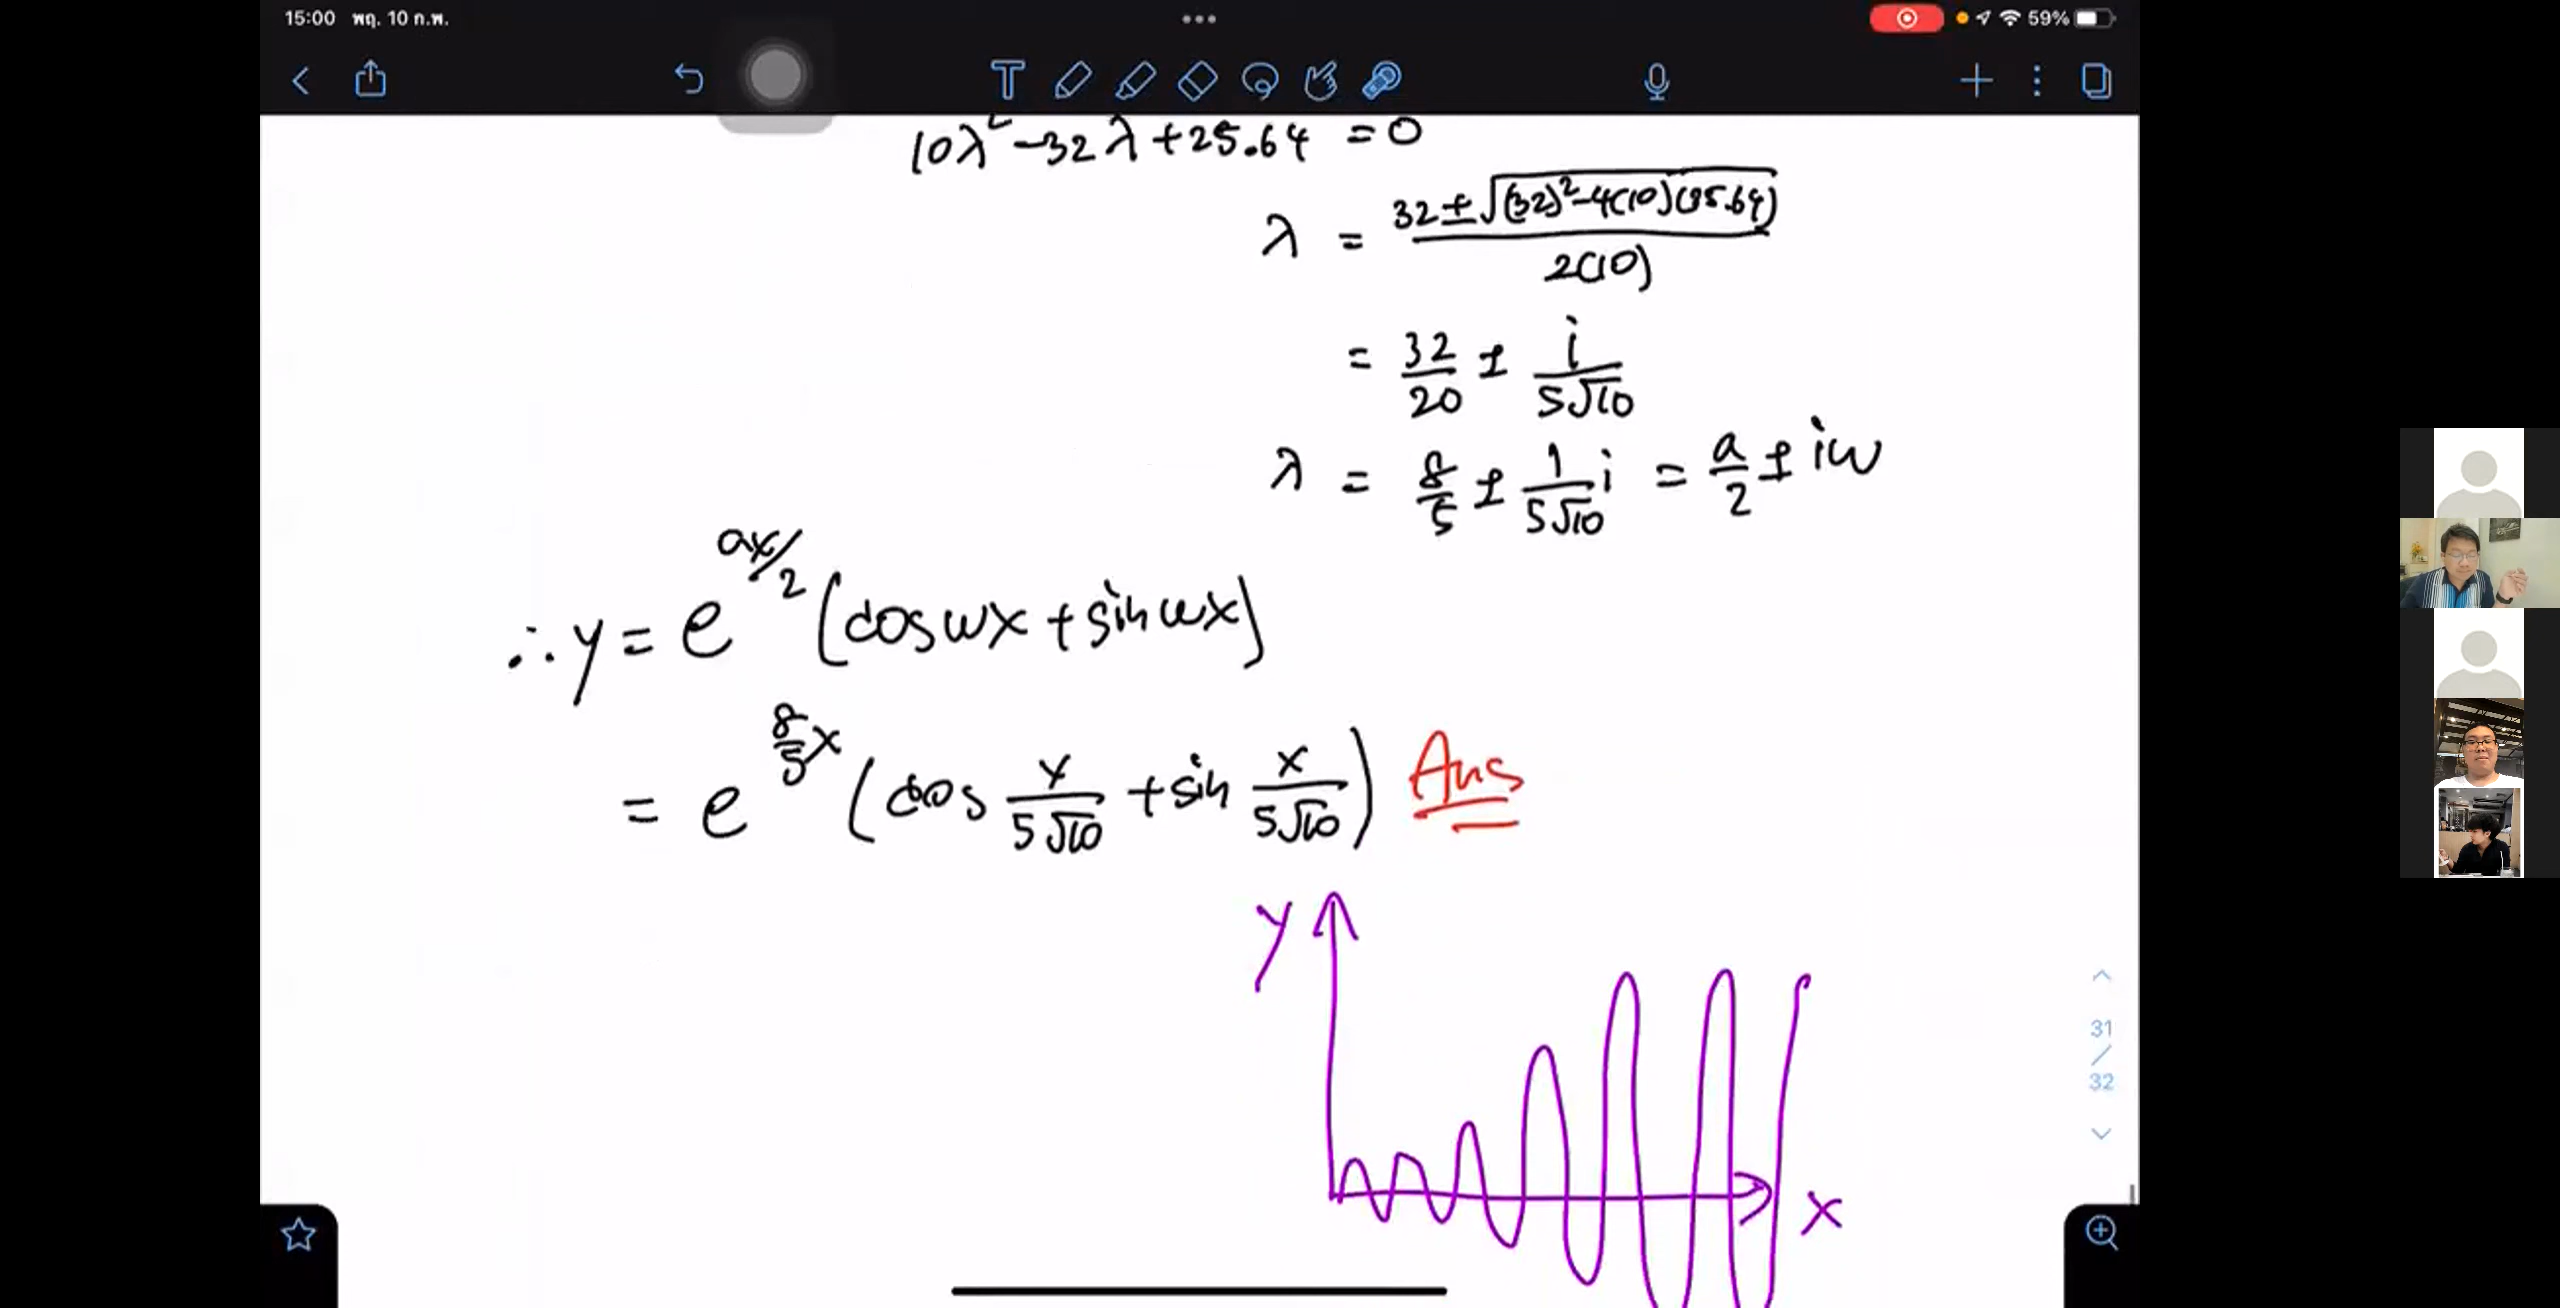 15:00 พฤ. 10 ก.พ. 59%
10λ² - 32λ + 25.64 = 0
λ = (32 ± √((32)² - 4(10)(25.64))) / 2(10)
= 32/20 ± i/(5√10)
λ = 8/5 ± 1/(5√10) i = a/2 ± iω
∴ y = e^(ax/2) (cos ωx + sin ωx)
= e^(8/5 x) (cos x/(5√10) + sin x/(5√10)) Ans
y
x
31
/
32